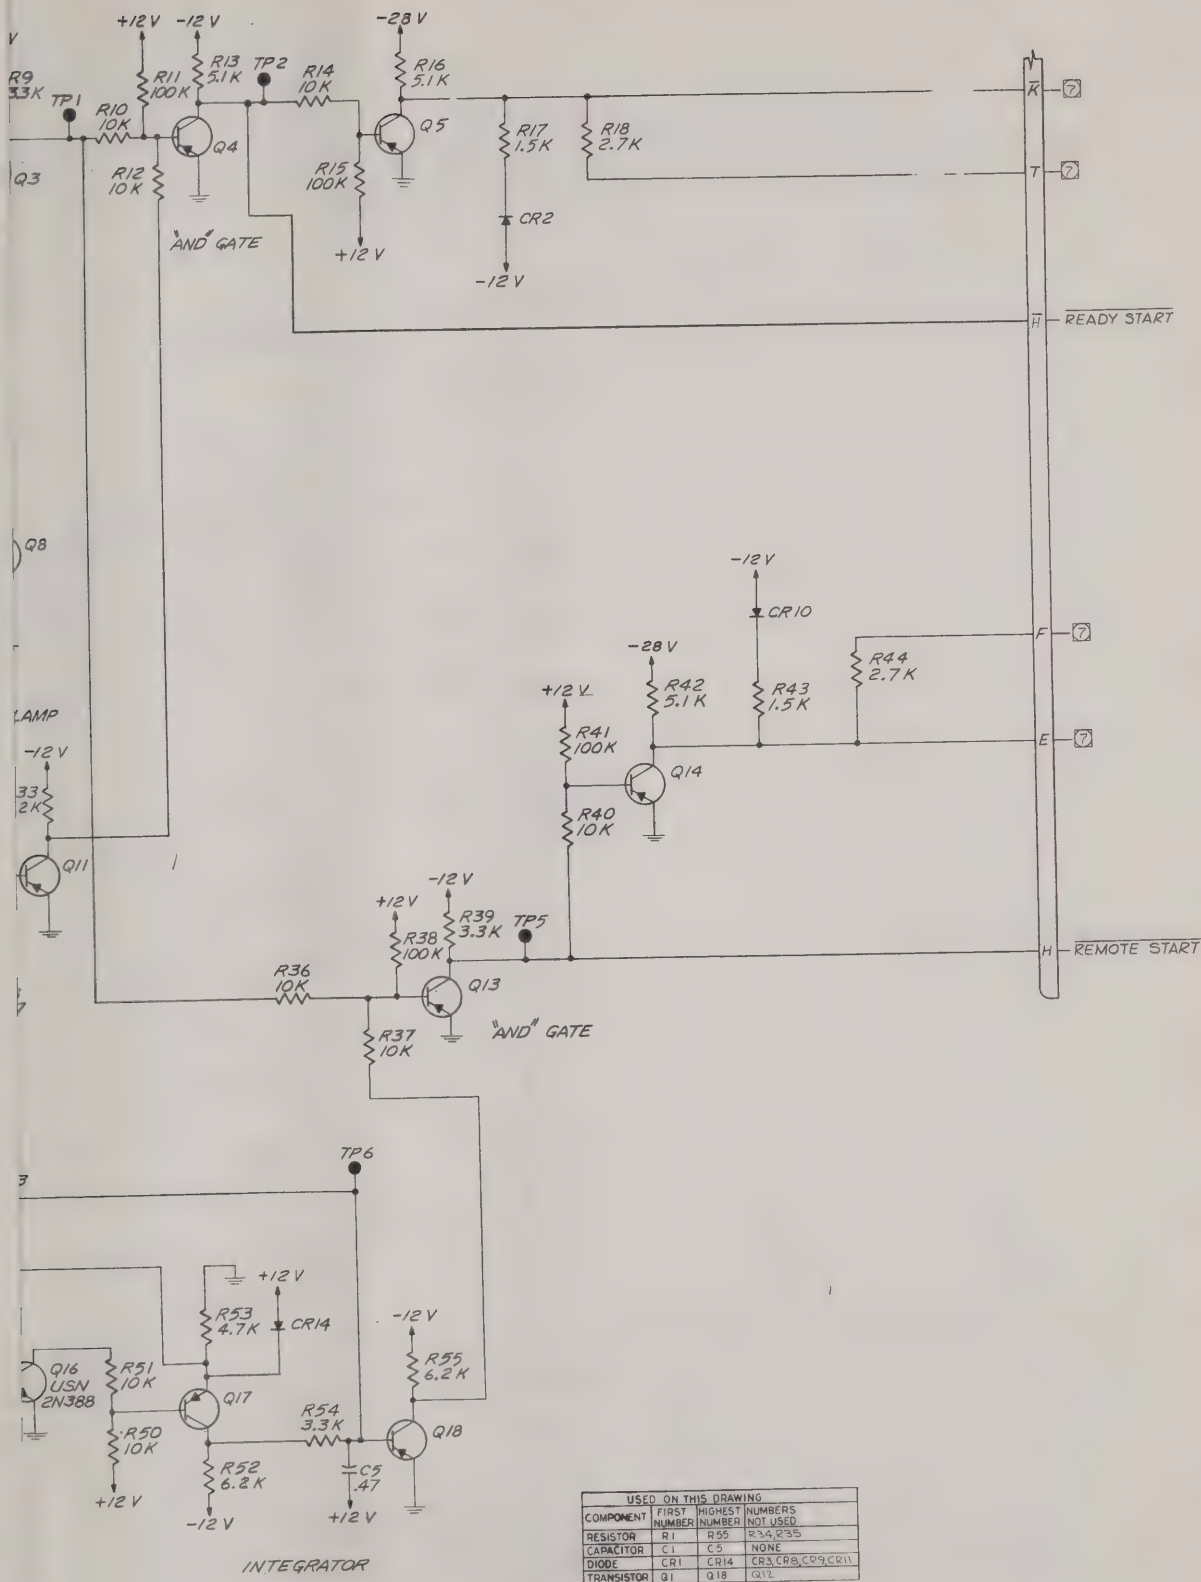 V
+12 V -12 V
-28 V
R9
3.3K
TP1
R10
10K
R11
100K
R13
5.1K
TP2
R14
10K
R16
5.1K
Q4
Q5
R12
10K
R15
100K
R17
1.5K
R18
2.7K
K
7
T
7
Q3
"AND" GATE
+12 V
CR2
-12 V
H
READY START
Q8
-12 V
CR10
F
7
-28 V
R44
2.7K
+12 V
R42
5.1K
R43
1.5K
LAMP
-12 V
R41
100K
E
7
Q14
33
2K
R40
10K
Q11
-12 V
+12 V
R39
3.3K
TP5
R38
100K
H
REMOTE START
R36
10K
Q13
"AND" GATE
R37
10K
TP6
3
+12 V
R53
4.7K
CR14
-12 V
R55
6.2K
Q16
USN
2N388
R51
10K
Q17
R54
3.3K
Q18
R50
10K
R52
6.2K
C5
.47
+12 V
-12 V
+12 V
INTEGRATOR
USED ON THIS DRAWING
COMPONENT FIRST NUMBER HIGHEST NUMBER NUMBERS NOT USED
RESISTOR R1 R55 R34,R35
CAPACITOR C1 C5 NONE
DIODE CR1 CR14 CR3,CR8,CR9,CR11
TRANSISTOR Q1 Q18 Q12